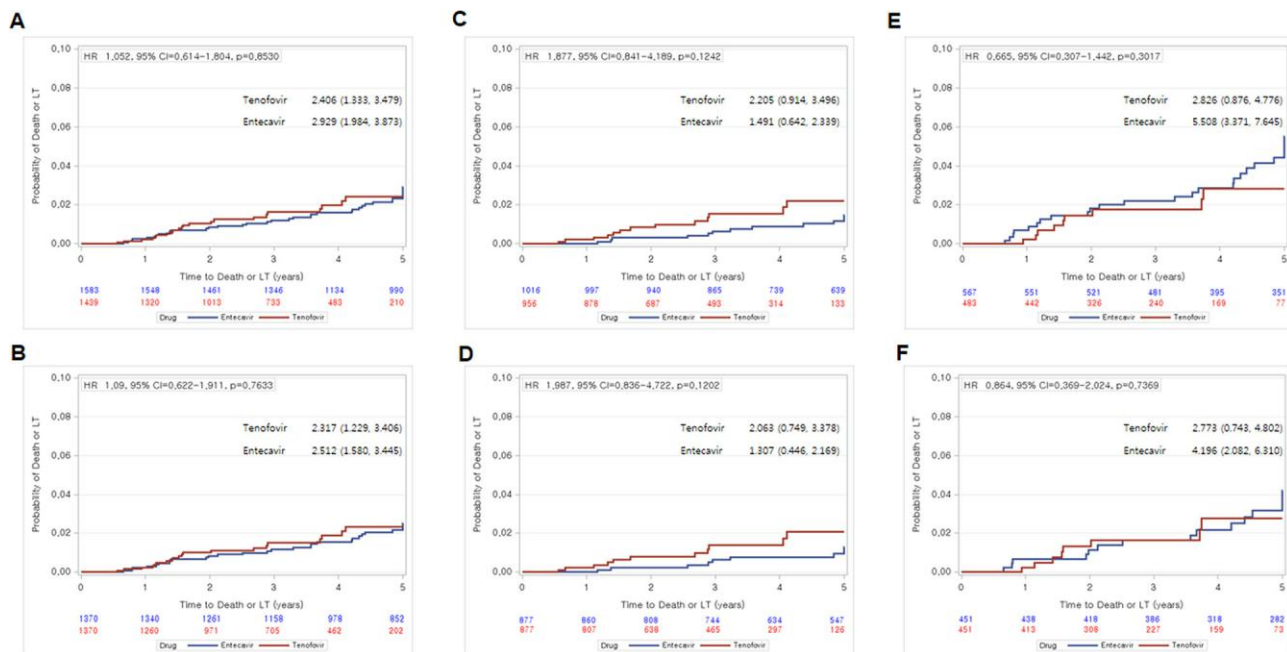 A
HR 1,052, 95% CI=0,614-1,804, p=0,8530
Tenofovir 2.406 (1.333, 3.479)
Entecavir 2.929 (1.984, 3.873)
Probability of Death or LT
0,10
0,08
0,06
0,04
0,02
0,00
0 1 2 3 4 5
Time to Death or LT (years)
1583 1548 1461 1346 1134 990
1439 1320 1013 733 483 210
Drug Entecavir Tenofovir
B
HR 1,09, 95% CI=0,622-1,911, p=0,7633
Tenofovir 2.317 (1.229, 3.406)
Entecavir 2.512 (1.580, 3.445)
Probability of Death or LT
0,10
0,08
0,06
0,04
0,02
0,00
0 1 2 3 4 5
Time to Death or LT (years)
1370 1340 1261 1158 978 852
1370 1260 971 705 462 202
Drug Entecavir Tenofovir
C
HR 1,877, 95% CI=0,841-4,189, p=0,1242
Tenofovir 2.205 (0.914, 3.496)
Entecavir 1.491 (0.642, 2.339)
Probability of Death or LT
0,10
0,08
0,06
0,04
0,02
0,00
0 1 2 3 4 5
Time to Death or LT (years)
1016 997 940 865 739 639
956 878 687 493 314 133
Drug Entecavir Tenofovir
D
HR 1,987, 95% CI=0,836-4,722, p=0,1202
Tenofovir 2.063 (0.749, 3.378)
Entecavir 1.307 (0.446, 2.169)
Probability of Death or LT
0,10
0,08
0,06
0,04
0,02
0,00
0 1 2 3 4 5
Time to Death or LT (years)
877 860 808 744 634 547
877 807 638 465 297 126
Drug Entecavir Tenofovir
E
HR 0,665, 95% CI=0,307-1,442, p=0,3017
Tenofovir 2.826 (0.876, 4.776)
Entecavir 5.508 (3.371, 7.645)
Probability of Death or LT
0,10
0,08
0,06
0,04
0,02
0,00
0 1 2 3 4 5
Time to Death or LT (years)
567 551 521 481 395 351
483 442 326 240 169 77
Drug Entecavir Tenofovir
F
HR 0,864, 95% CI=0,369-2,024, p=0,7369
Tenofovir 2.773 (0.743, 4.802)
Entecavir 4.196 (2.082, 6.310)
Probability of Death or LT
0,10
0,08
0,06
0,04
0,02
0,00
0 1 2 3 4 5
Time to Death or LT (years)
451 438 418 386 318 282
451 413 308 227 159 73
Drug Entecavir Tenofovir